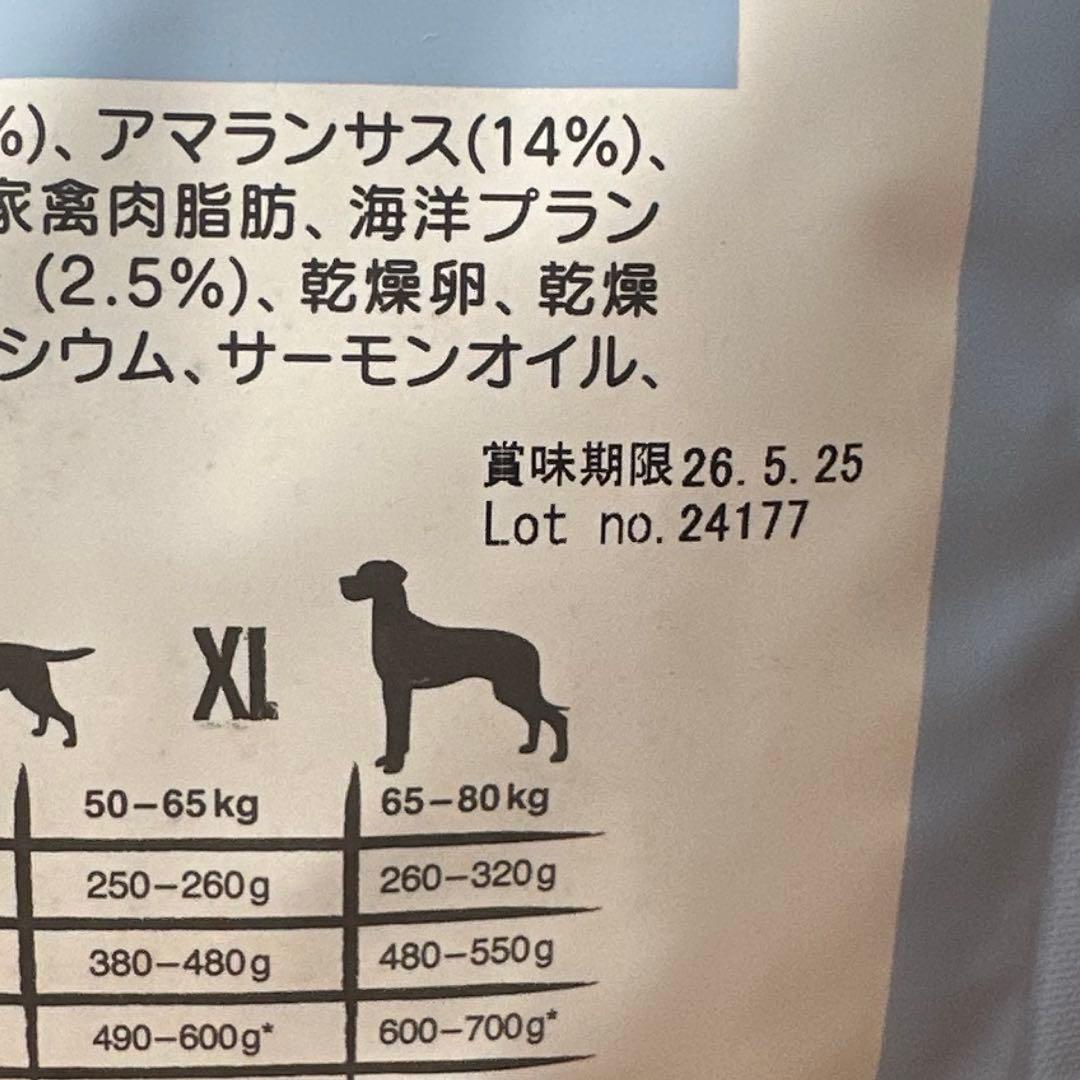 %)、アマランサス(14%)、
家禽肉脂肪、海洋プラン
(2.5%)、乾燥卵、乾燥
シウム、サーモンオイル、
賞味期限26.5.25
Lot no.24177
XL
50–65kg 65–80kg
250–260g 260–320g
380–480g 480–550g
490–600g* 600–700g*